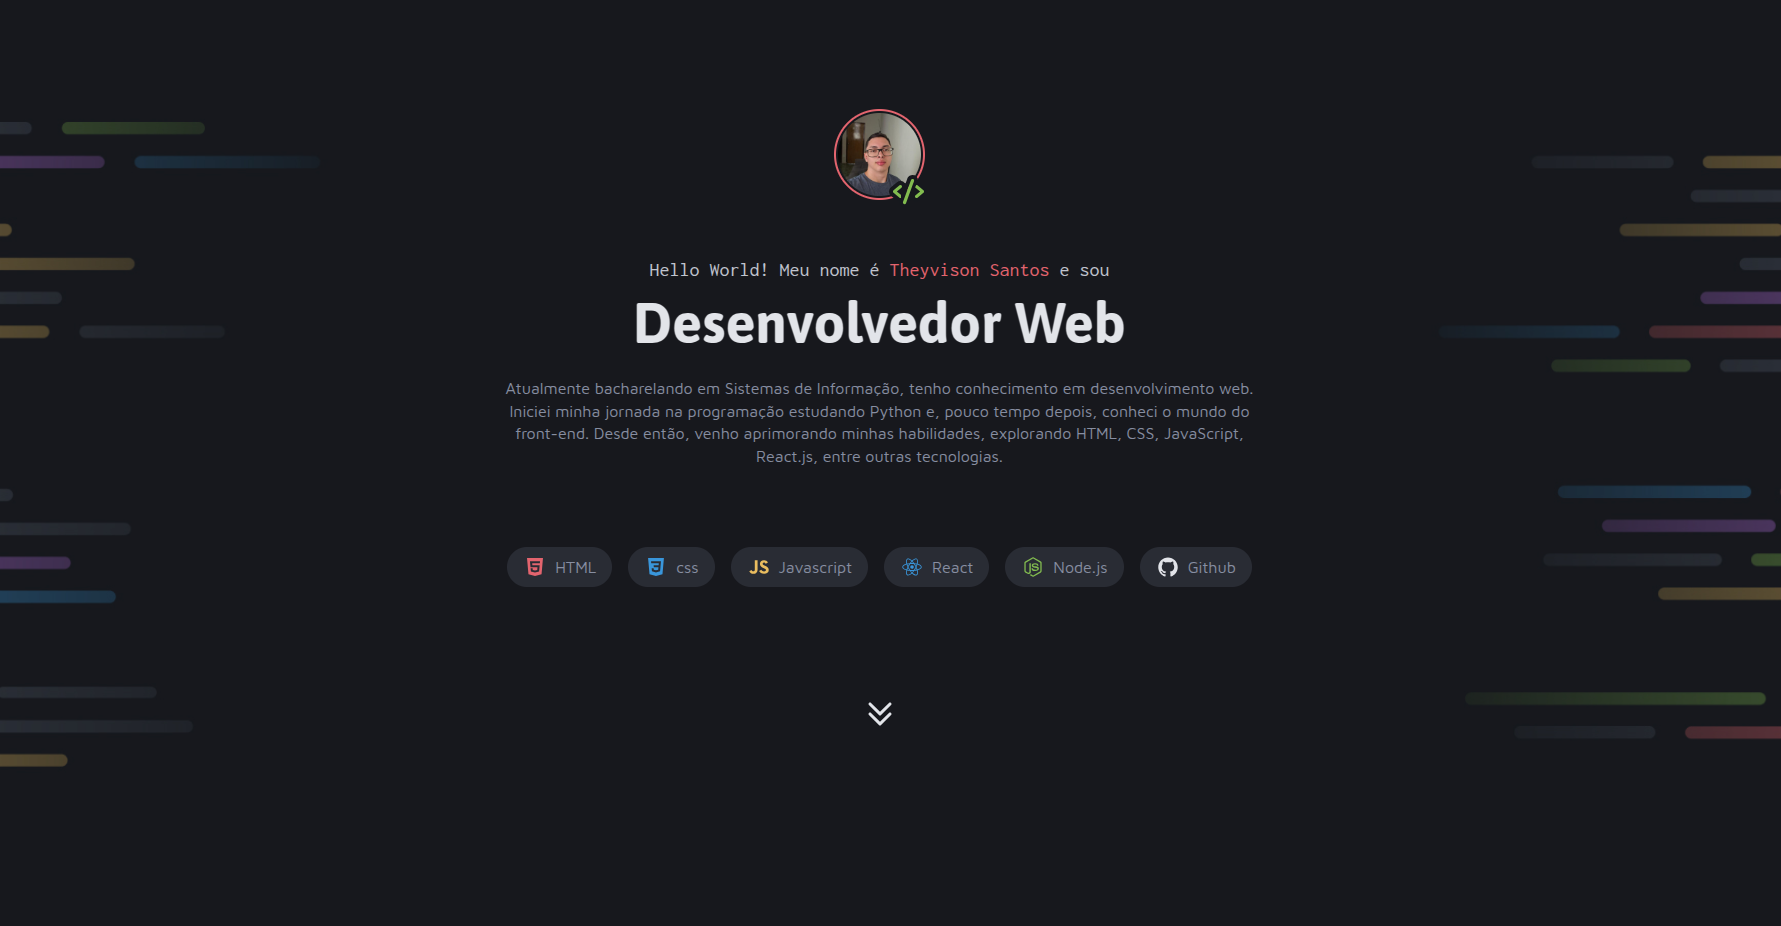 </>
Hello World! Meu nome é Theyvison Santos e sou
Desenvolvedor Web
Atualmente bacharelando em Sistemas de Informação, tenho conhecimento em desenvolvimento web.
Iniciei minha jornada na programação estudando Python e, pouco tempo depois, conheci o mundo do
front-end. Desde então, venho aprimorando minhas habilidades, explorando HTML, CSS, JavaScript,
React.js, entre outras tecnologias.
HTML css JS Javascript React Node.js Github